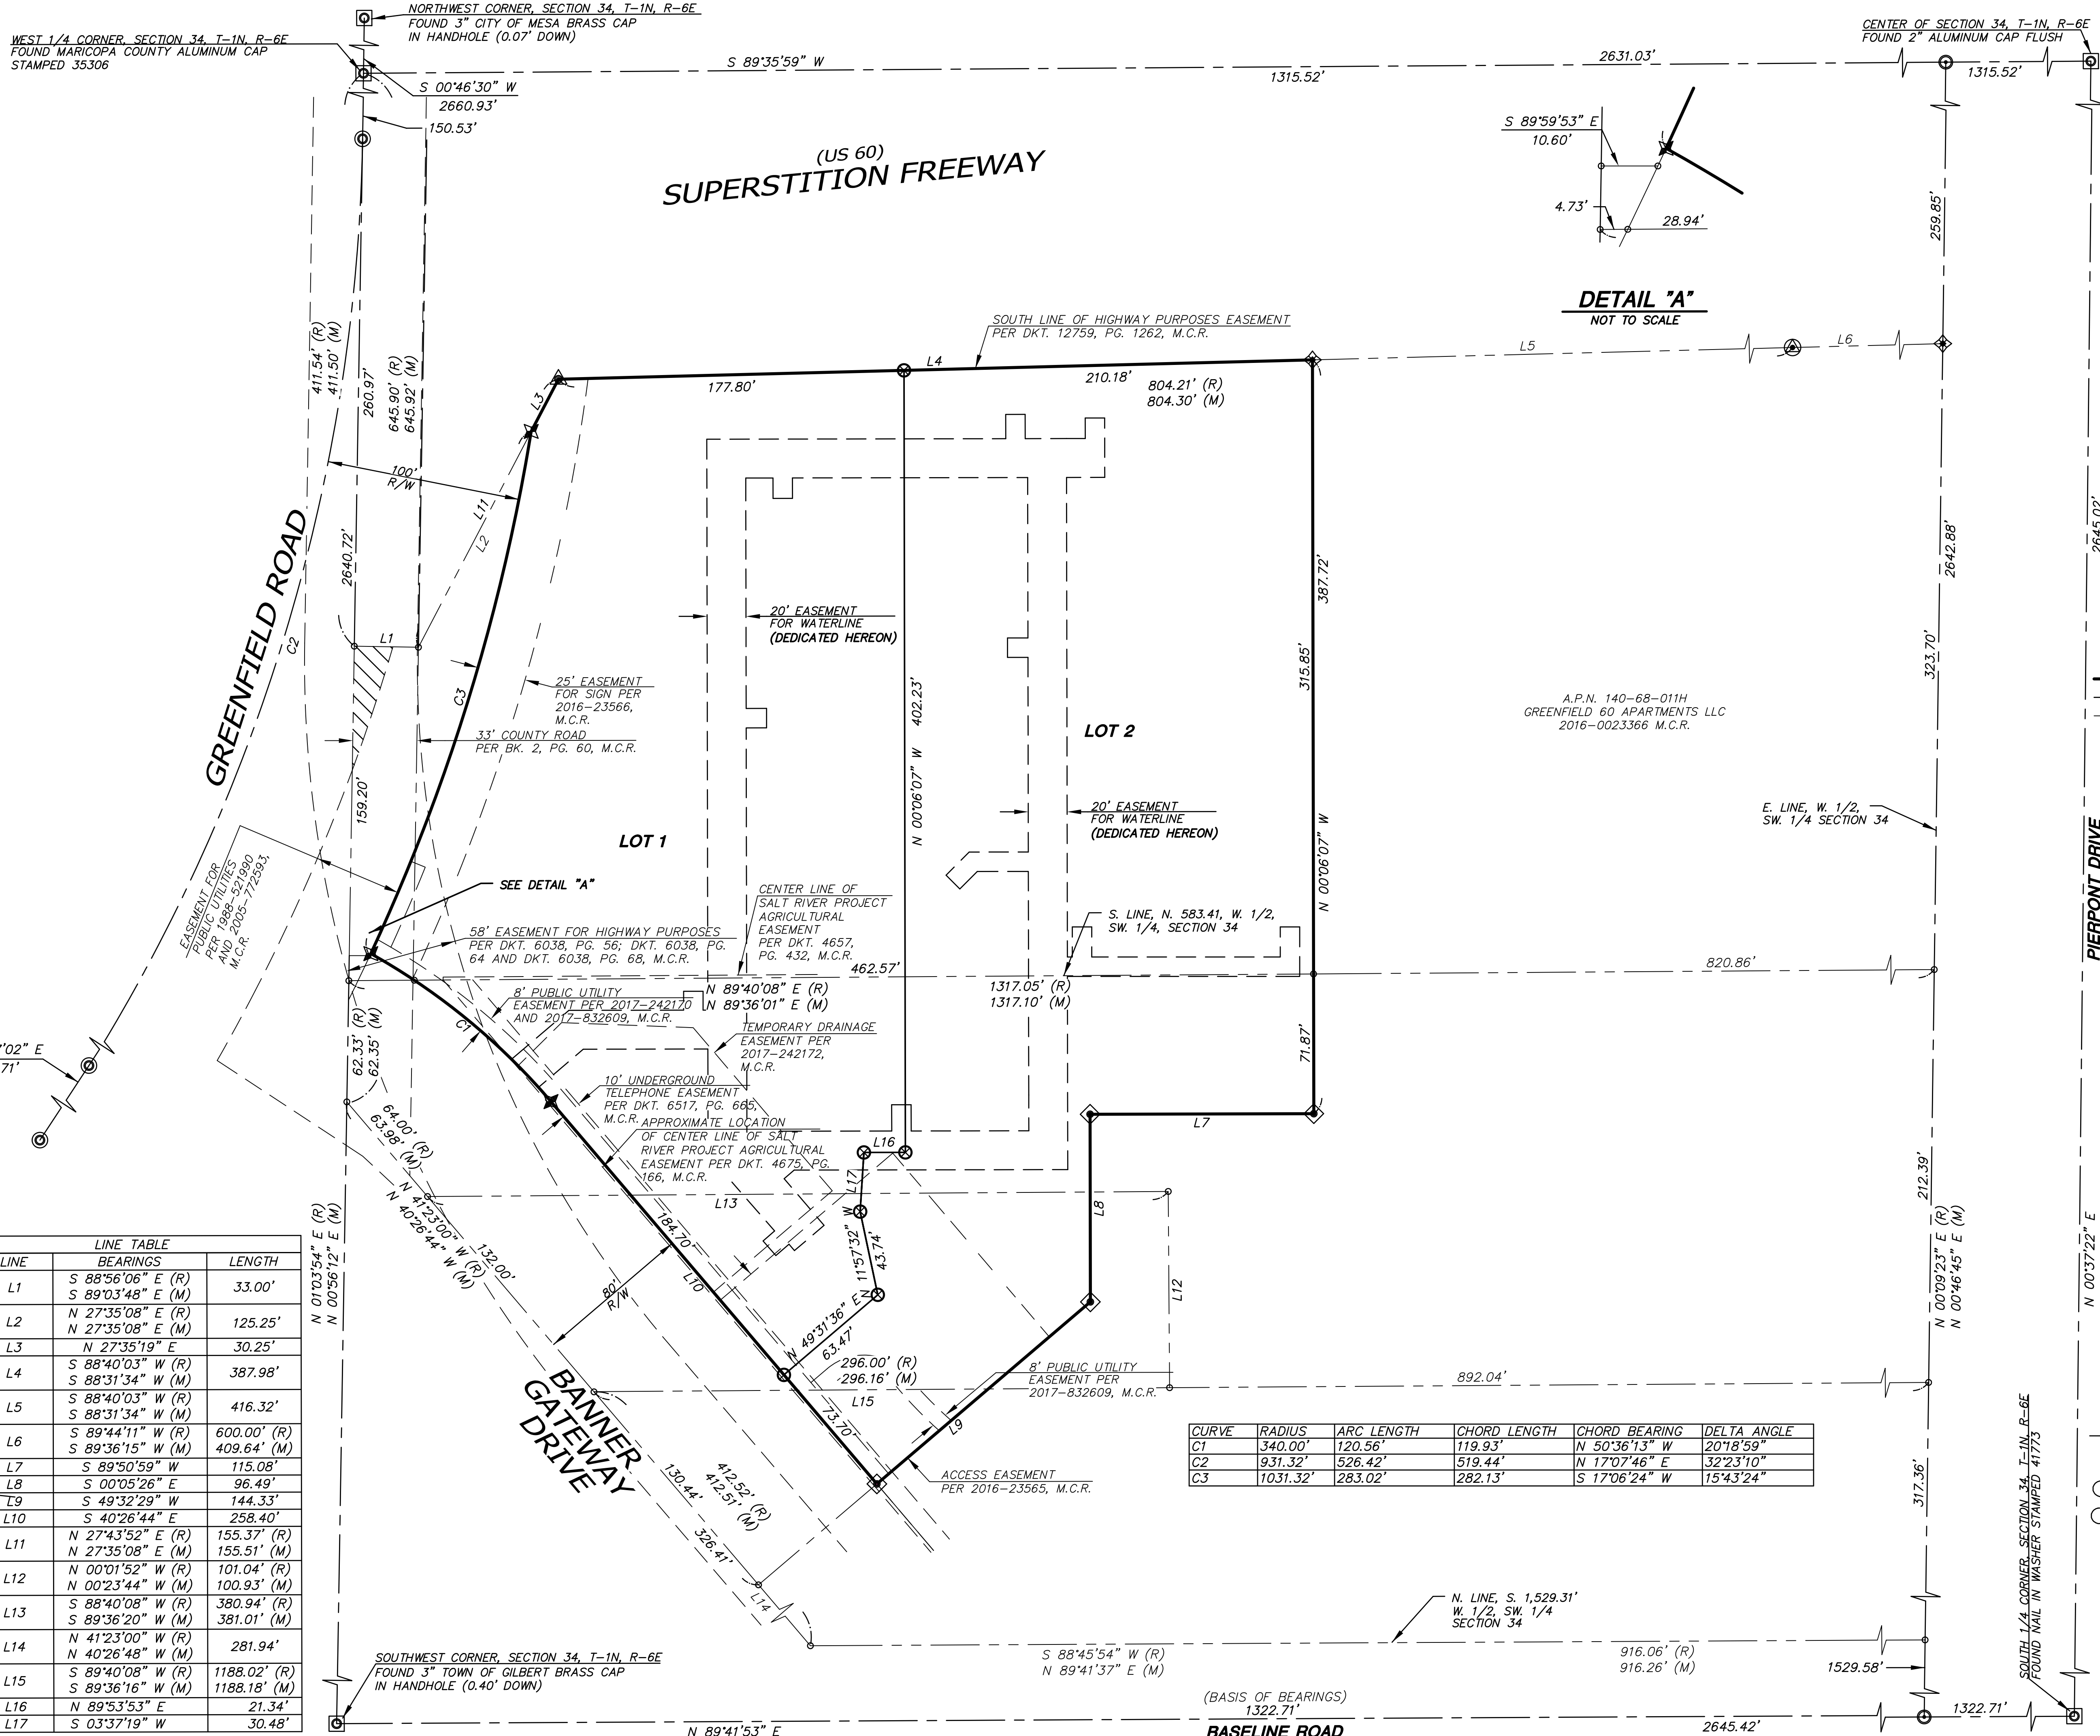 NORTHWEST CORNER, SECTION 34, T-1N, R-6E
FOUND 3" CITY OF MESA BRASS CAP
IN HANDHOLE (0.07' DOWN)
WEST 1/4 CORNER, SECTION 34, T-1N, R-6E
FOUND MARICOPA COUNTY ALUMINUM CAP
STAMPED 35306
CENTER OF SECTION 34, T-1N, R-6E
FOUND 2" ALUMINUM CAP FLUSH
S 89°35'59" W
1315.52'
2631.03'
1315.52'
S 00°46'30" W
2660.93'
150.53'
(US 60)
SUPERSTITION FREEWAY
S 89°59'53" E
10.60'
4.73'
28.94'
DETAIL "A"
NOT TO SCALE
259.85'
SOUTH LINE OF HIGHWAY PURPOSES EASEMENT
PER DKT. 12759, PG. 1262, M.C.R.
L4
177.80'
210.18'
804.21' (R)
804.30' (M)
L5
L6
411.54' (R)
411.50' (M)
260.97'
645.90' (R)
645.92' (M)
L3
100'
R/W
L11
L2
2640.72'
GREENFIELD ROAD
C2
L1
C3
159.20'
25' EASEMENT
FOR SIGN PER
2016-23566,
M.C.R.
33' COUNTY ROAD
PER BK. 2, PG. 60, M.C.R.
20' EASEMENT
FOR WATERLINE
(DEDICATED HEREON)
N 00°06'07" W 402.23'
LOT 1
LOT 2
20' EASEMENT
FOR WATERLINE
(DEDICATED HEREON)
387.72'
315.85'
N 00°06'07" W
71.87'
A.P.N. 140-68-011H
GREENFIELD 60 APARTMENTS LLC
2016-0023366 M.C.R.
E. LINE, W. 1/2,
SW. 1/4 SECTION 34
2642.88'
323.70'
2645.02'
PIERPONT DRIVE
EASEMENT FOR
PUBLIC UTILITIES
PER 1988-521990
AND 2005-772593,
M.C.R.
SEE DETAIL "A"
58' EASEMENT FOR HIGHWAY PURPOSES
PER DKT. 6038, PG. 56; DKT. 6038, PG.
64 AND DKT. 6038, PG. 68, M.C.R.
CENTER LINE OF
SALT RIVER PROJECT
AGRICULTURAL
EASEMENT
PER DKT. 4657,
PG. 432, M.C.R.
S. LINE, N. 583.41, W. 1/2,
SW. 1/4, SECTION 34
462.57'
820.86'
N 89°40'08" E (R)
N 89°36'01" E (M)
1317.05' (R)
1317.10' (M)
8' PUBLIC UTILITY
EASEMENT PER 2017-242170
AND 2017-832609, M.C.R.
C1
TEMPORARY DRAINAGE
EASEMENT PER
2017-242172,
M.C.R.
10' UNDERGROUND
TELEPHONE EASEMENT
PER DKT. 6517, PG. 665,
M.C.R.
APPROXIMATE LOCATION
OF CENTER LINE OF SALT
RIVER PROJECT AGRICULTURAL
EASEMENT PER DKT. 4675, PG.
166, M.C.R.
'02" E
71'
62.33' (R)
62.35' (M)
64.00' (R)
63.98' (M)
N 41°23'00" W (R)
N 40°26'44" W (M)
132.00'
N 01°03'54" E (R)
N 00°56'12" E (M)
L7
L16
L17
L13
L8
L12
184.70'
L10
80'
R/W
N 11°57'32" W
43.74'
N 49°31'36" E
63.47'
296.00' (R)
296.16' (M)
L15
73.70'
L9
8' PUBLIC UTILITY
EASEMENT PER
2017-832609, M.C.R.
892.04'
212.39'
N 00°09'23" E (R)
N 00°46'45" E (M)
N 00°37'22" E
BANNER
GATEWAY
DRIVE
130.44'
412.52' (R)
412.51' (M)
326.41'
L14
ACCESS EASEMENT
PER 2016-23565, M.C.R.
LINE TABLE
LINE BEARINGS LENGTH
L1 S 88°56'06" E (R) S 89°03'48" E (M) 33.00'
L2 N 27°35'08" E (R) N 27°35'08" E (M) 125.25'
L3 N 27°35'19" E 30.25'
L4 S 88°40'03" W (R) S 88°31'34" W (M) 387.98'
L5 S 88°40'03" W (R) S 88°31'34" W (M) 416.32'
L6 S 89°44'11" W (R) 600.00' (R) S 89°36'15" W (M) 409.64' (M)
L7 S 89°50'59" W 115.08'
L8 S 00°05'26" E 96.49'
L9 S 49°32'29" W 144.33'
L10 S 40°26'44" E 258.40'
L11 N 27°43'52" E (R) 155.37' (R) N 27°35'08" E (M) 155.51' (M)
L12 N 00°01'52" W (R) 101.04' (R) N 00°23'44" W (M) 100.93' (M)
L13 S 88°40'08" W (R) 380.94' (R) S 89°36'20" W (M) 381.01' (M)
L14 N 41°23'00" W (R) N 40°26'48" W (M) 281.94'
L15 S 89°40'08" W (R) 1188.02' (R) S 89°36'16" W (M) 1188.18' (M)
L16 N 89°53'53" E 21.34'
L17 S 03°37'19" W 30.48'
CURVE RADIUS ARC LENGTH CHORD LENGTH CHORD BEARING DELTA ANGLE
C1 340.00' 120.56' 119.93' N 50°36'13" W 20°18'59"
C2 931.32' 526.42' 519.44' N 17°07'46" E 32°23'10"
C3 1031.32' 283.02' 282.13' S 17°06'24" W 15°43'24"
317.36'
SOUTH 1/4 CORNER, SECTION 34, T-1N, R-6E
FOUND NAIL IN WASHER STAMPED 41773
N. LINE, S. 1,529.31'
W. 1/2, SW. 1/4
SECTION 34
S 88°45'54" W (R)
N 89°41'37" E (M)
916.06' (R)
916.26' (M)
1529.58'
SOUTHWEST CORNER, SECTION 34, T-1N, R-6E
FOUND 3" TOWN OF GILBERT BRASS CAP
IN HANDHOLE (0.40' DOWN)
(BASIS OF BEARINGS)
1322.71'
1322.71'
N 89°41'53" E
BASELINE ROAD
2645.42'